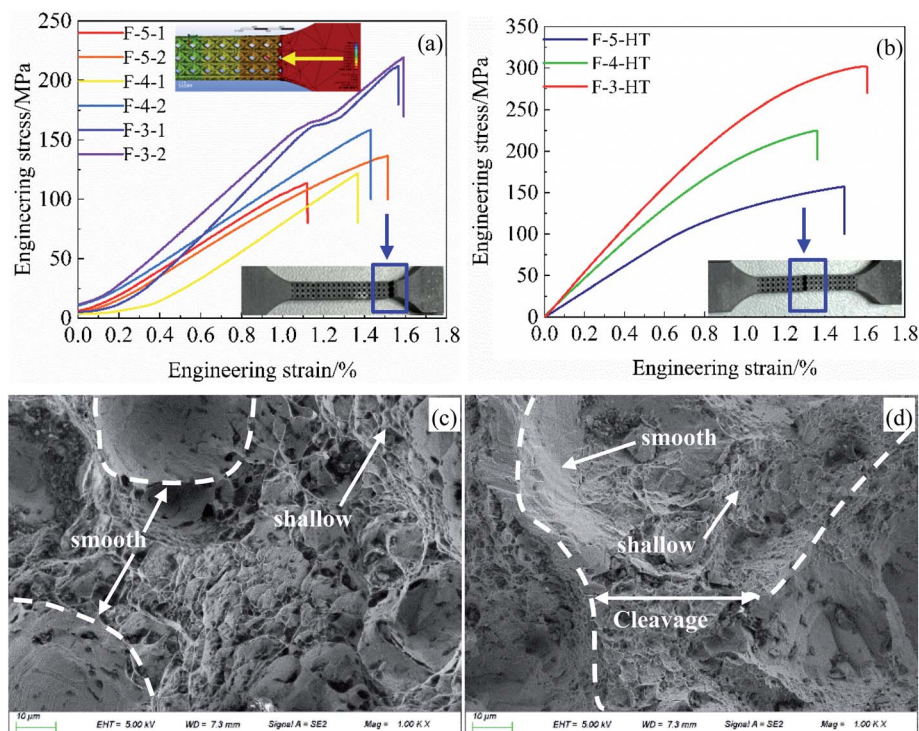 250
200
150
100
50
0
Engineering stress/MPa
F-5-1
F-5-2
F-4-1
F-4-2
F-3-1
F-3-2
(a)
0.0 0.2 0.4 0.6 0.8 1.0 1.2 1.4 1.6 1.8
Engineering strain/%
350
300
250
200
150
100
50
0
Engineering stress/MPa
(b)
F-5-HT
F-4-HT
F-3-HT
0.0 0.2 0.4 0.6 0.8 1.0 1.2 1.4 1.6 1.8
Engineering strain/%
(c)
smooth
shallow
10 μm EHT = 5.00 kV WD = 7.3 mm Signal A = SE2 Mag = 1.00 K X
(d)
smooth
shallow
Cleavage
10 μm EHT = 5.00 kV WD = 7.3 mm Signal A = SE2 Mag = 1.00 K X